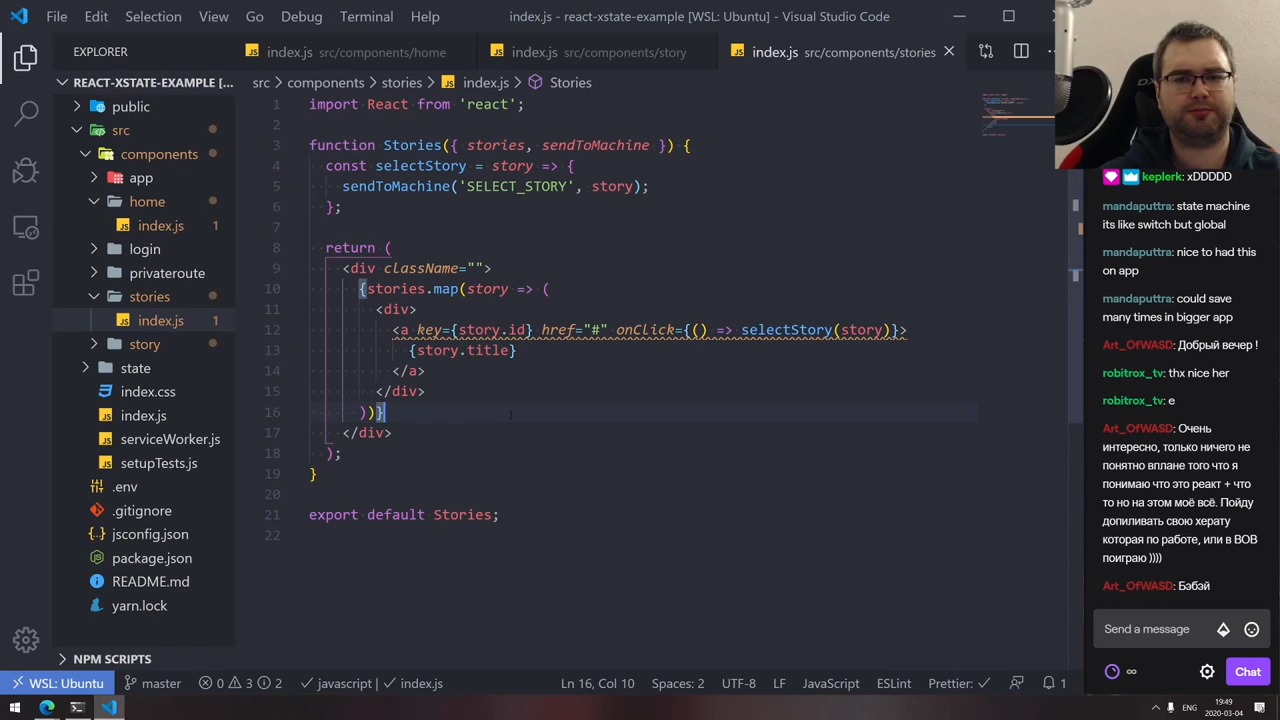 File Edit Selection View Go Debug Terminal Help
index.js - react-xstate-example [WSL: Ubuntu] - Visual Studio Code
EXPLORER
REACT-XSTATE-EXAMPLE [...
public
src
components
app
home
index.js 1
login
privateroute
stories
index.js 1
story
state
index.css
index.js
serviceWorker.js
setupTests.js
.env
.gitignore
jsconfig.json
package.json
README.md
yarn.lock
NPM SCRIPTS
index.js src/components/home
index.js src/components/story
index.js src/components/stories
src > components > stories > index.js > Stories
1 import React from 'react';
2
3 function Stories({ stories, sendToMachine }) {
4 const selectStory = story => {
5 sendToMachine('SELECT_STORY', story);
6 };
7
8 return (
9 <div className="">
10 {stories.map(story => (
11 <div>
12 <a key={story.id} href="#" onClick={() => selectStory(story)}>
13 {story.title}
14 </a>
15 </div>
16 ))}
17 </div>
18 );
19 }
20
21 export default Stories;
22
keplerk: xDDDDD
mandaputtra: state machine
its like switch but global
mandaputtra: nice to had this
on app
mandaputtra: could save
many times in bigger app
Art_OfWASD: Добрый вечер !
robitrox_tv: thx nice her
robitrox_tv: e
Art_OfWASD: Очень
интересно, только ничего не
понятно вплане того что я
понимаю что это реакт + что
то но на этом моё всё. Пойду
допиливать свою херату
которая по работе, или в ВОВ
поиграю ))))
Art_OfWASD: Бэбэй
Send a message
∞
Chat
WSL: Ubuntu
master
0 3 2
javascript | index.js
Ln 16, Col 10
Spaces: 2
UTF-8
LF
JavaScript
ESLint
Prettier: ✓
1
ENG
19:49
2020-03-04